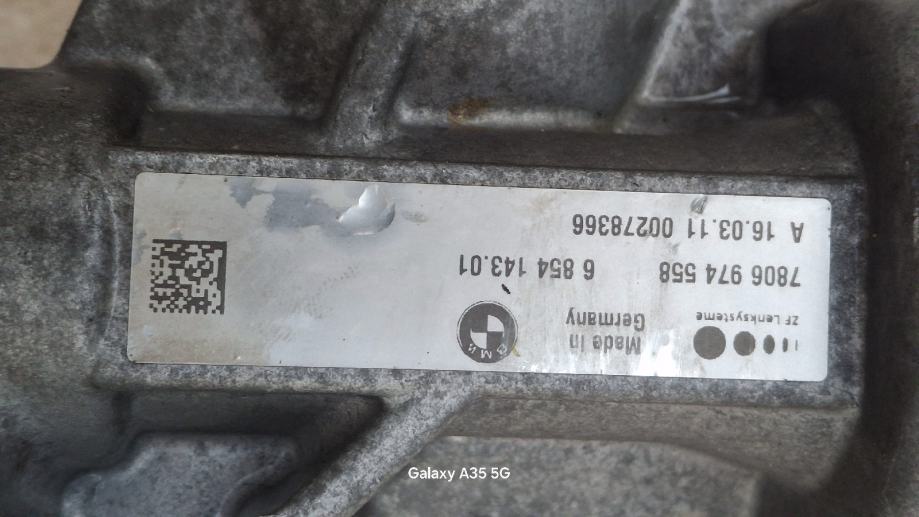 ZF Lenksysteme
Made in
Germany
BMW
7806 974 558
6 854 143.01
A 16.03.11 00278366
Galaxy A35 5G